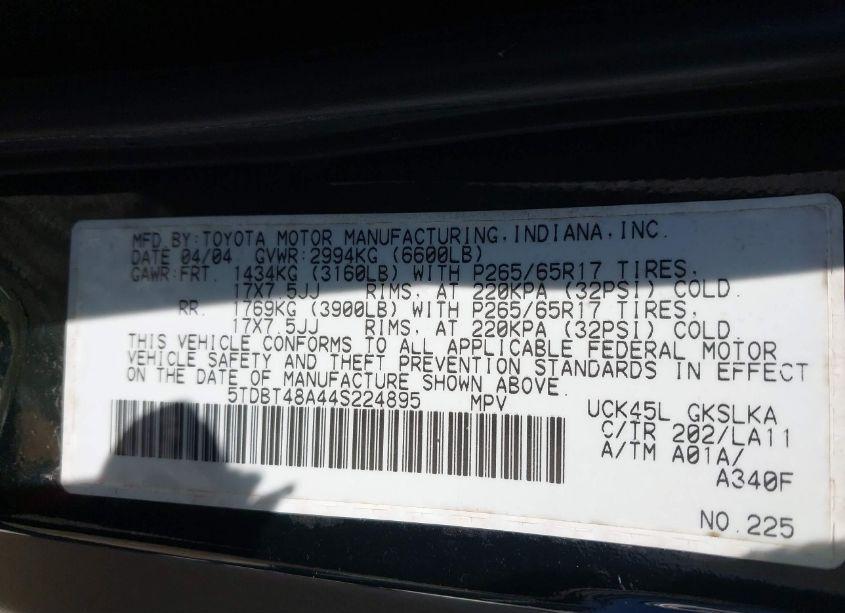 MFD.BY:TOYOTA MOTOR MANUFACTURING,INDIANA,INC.
DATE 04/04 GVWR:2994KG (6600LB)
GAWR:FRT. 1434KG (3160LB) WITH P265/65R17 TIRES,
17X7.5JJ RIMS, AT 220KPA (32PSI) COLD.
RR. 1769KG (3900LB) WITH P265/65R17 TIRES,
17X7.5JJ RIMS, AT 220KPA (32PSI) COLD.
THIS VEHICLE CONFORMS TO ALL APPLICABLE FEDERAL MOTOR
VEHICLE SAFETY AND THEFT PREVENTION STANDARDS IN EFFECT
ON THE DATE OF MANUFACTURE SHOWN ABOVE.
5TDBT48A44S224895 MPV
UCK45L GKSLKA
C/TR 202/LA11
A/TM A01A/
A340F
NO.225